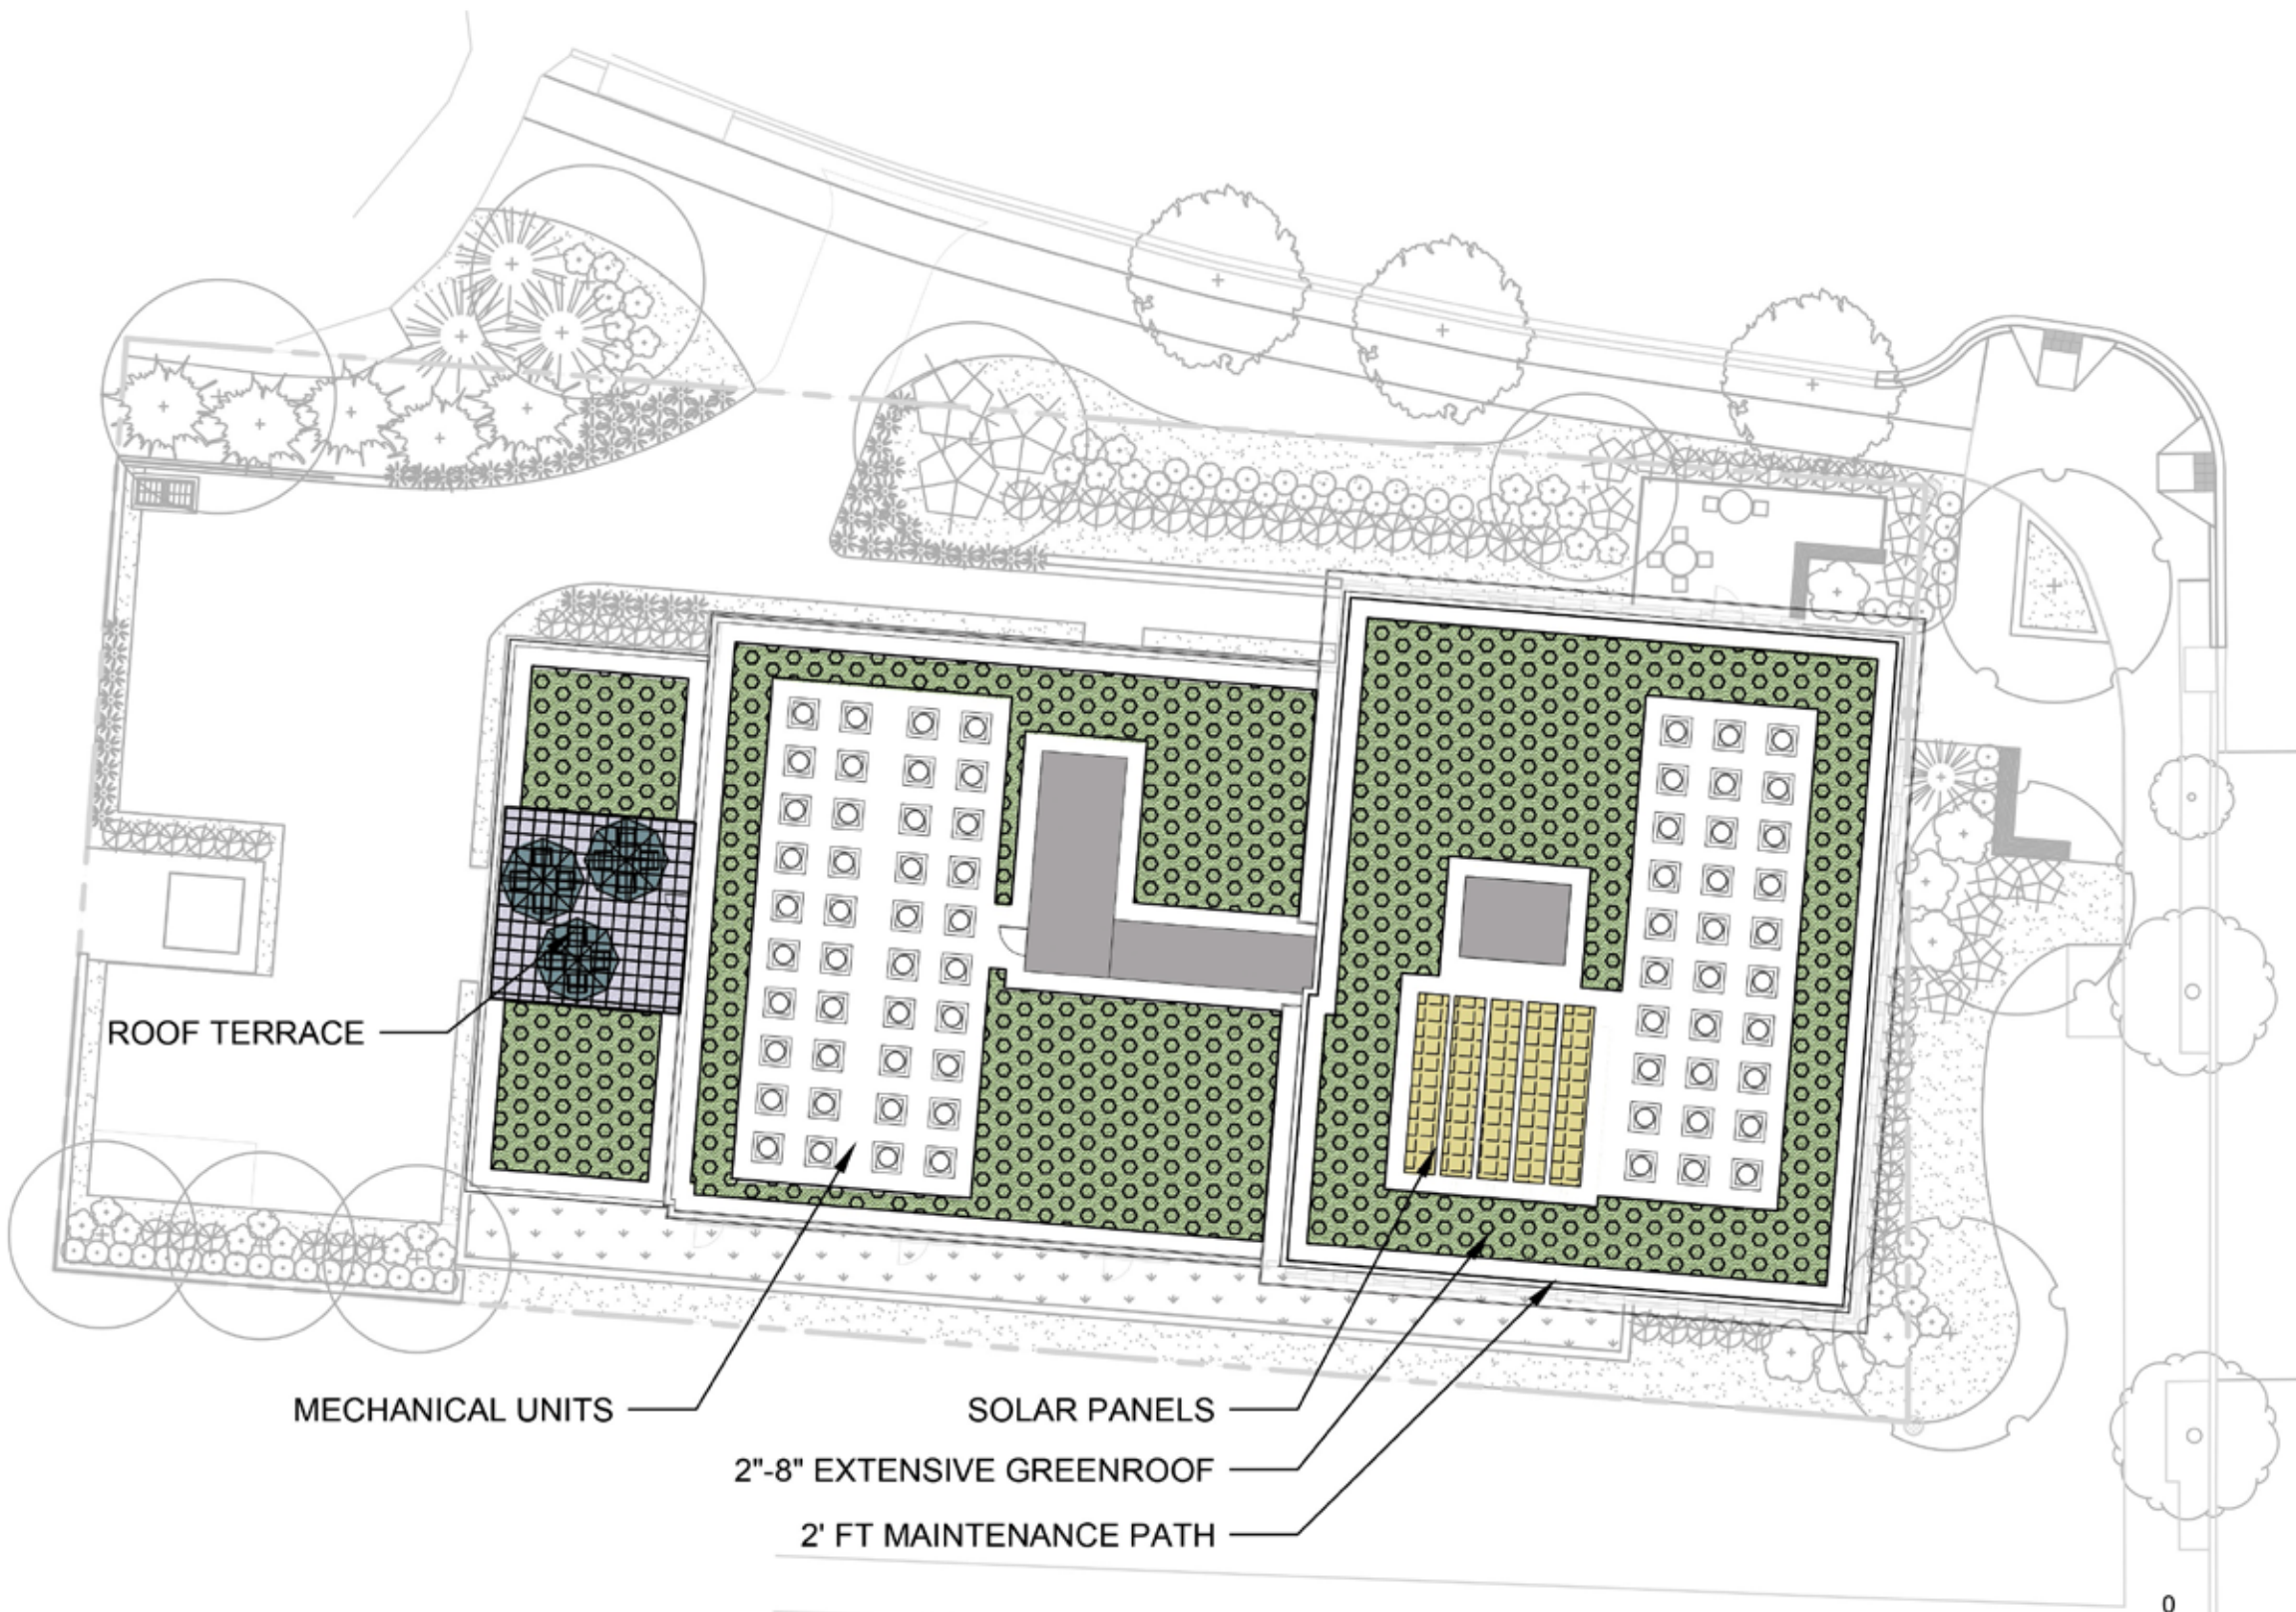 ROOF TERRACE
MECHANICAL UNITS
SOLAR PANELS
2"-8" EXTENSIVE GREENROOF
2' FT MAINTENANCE PATH
0